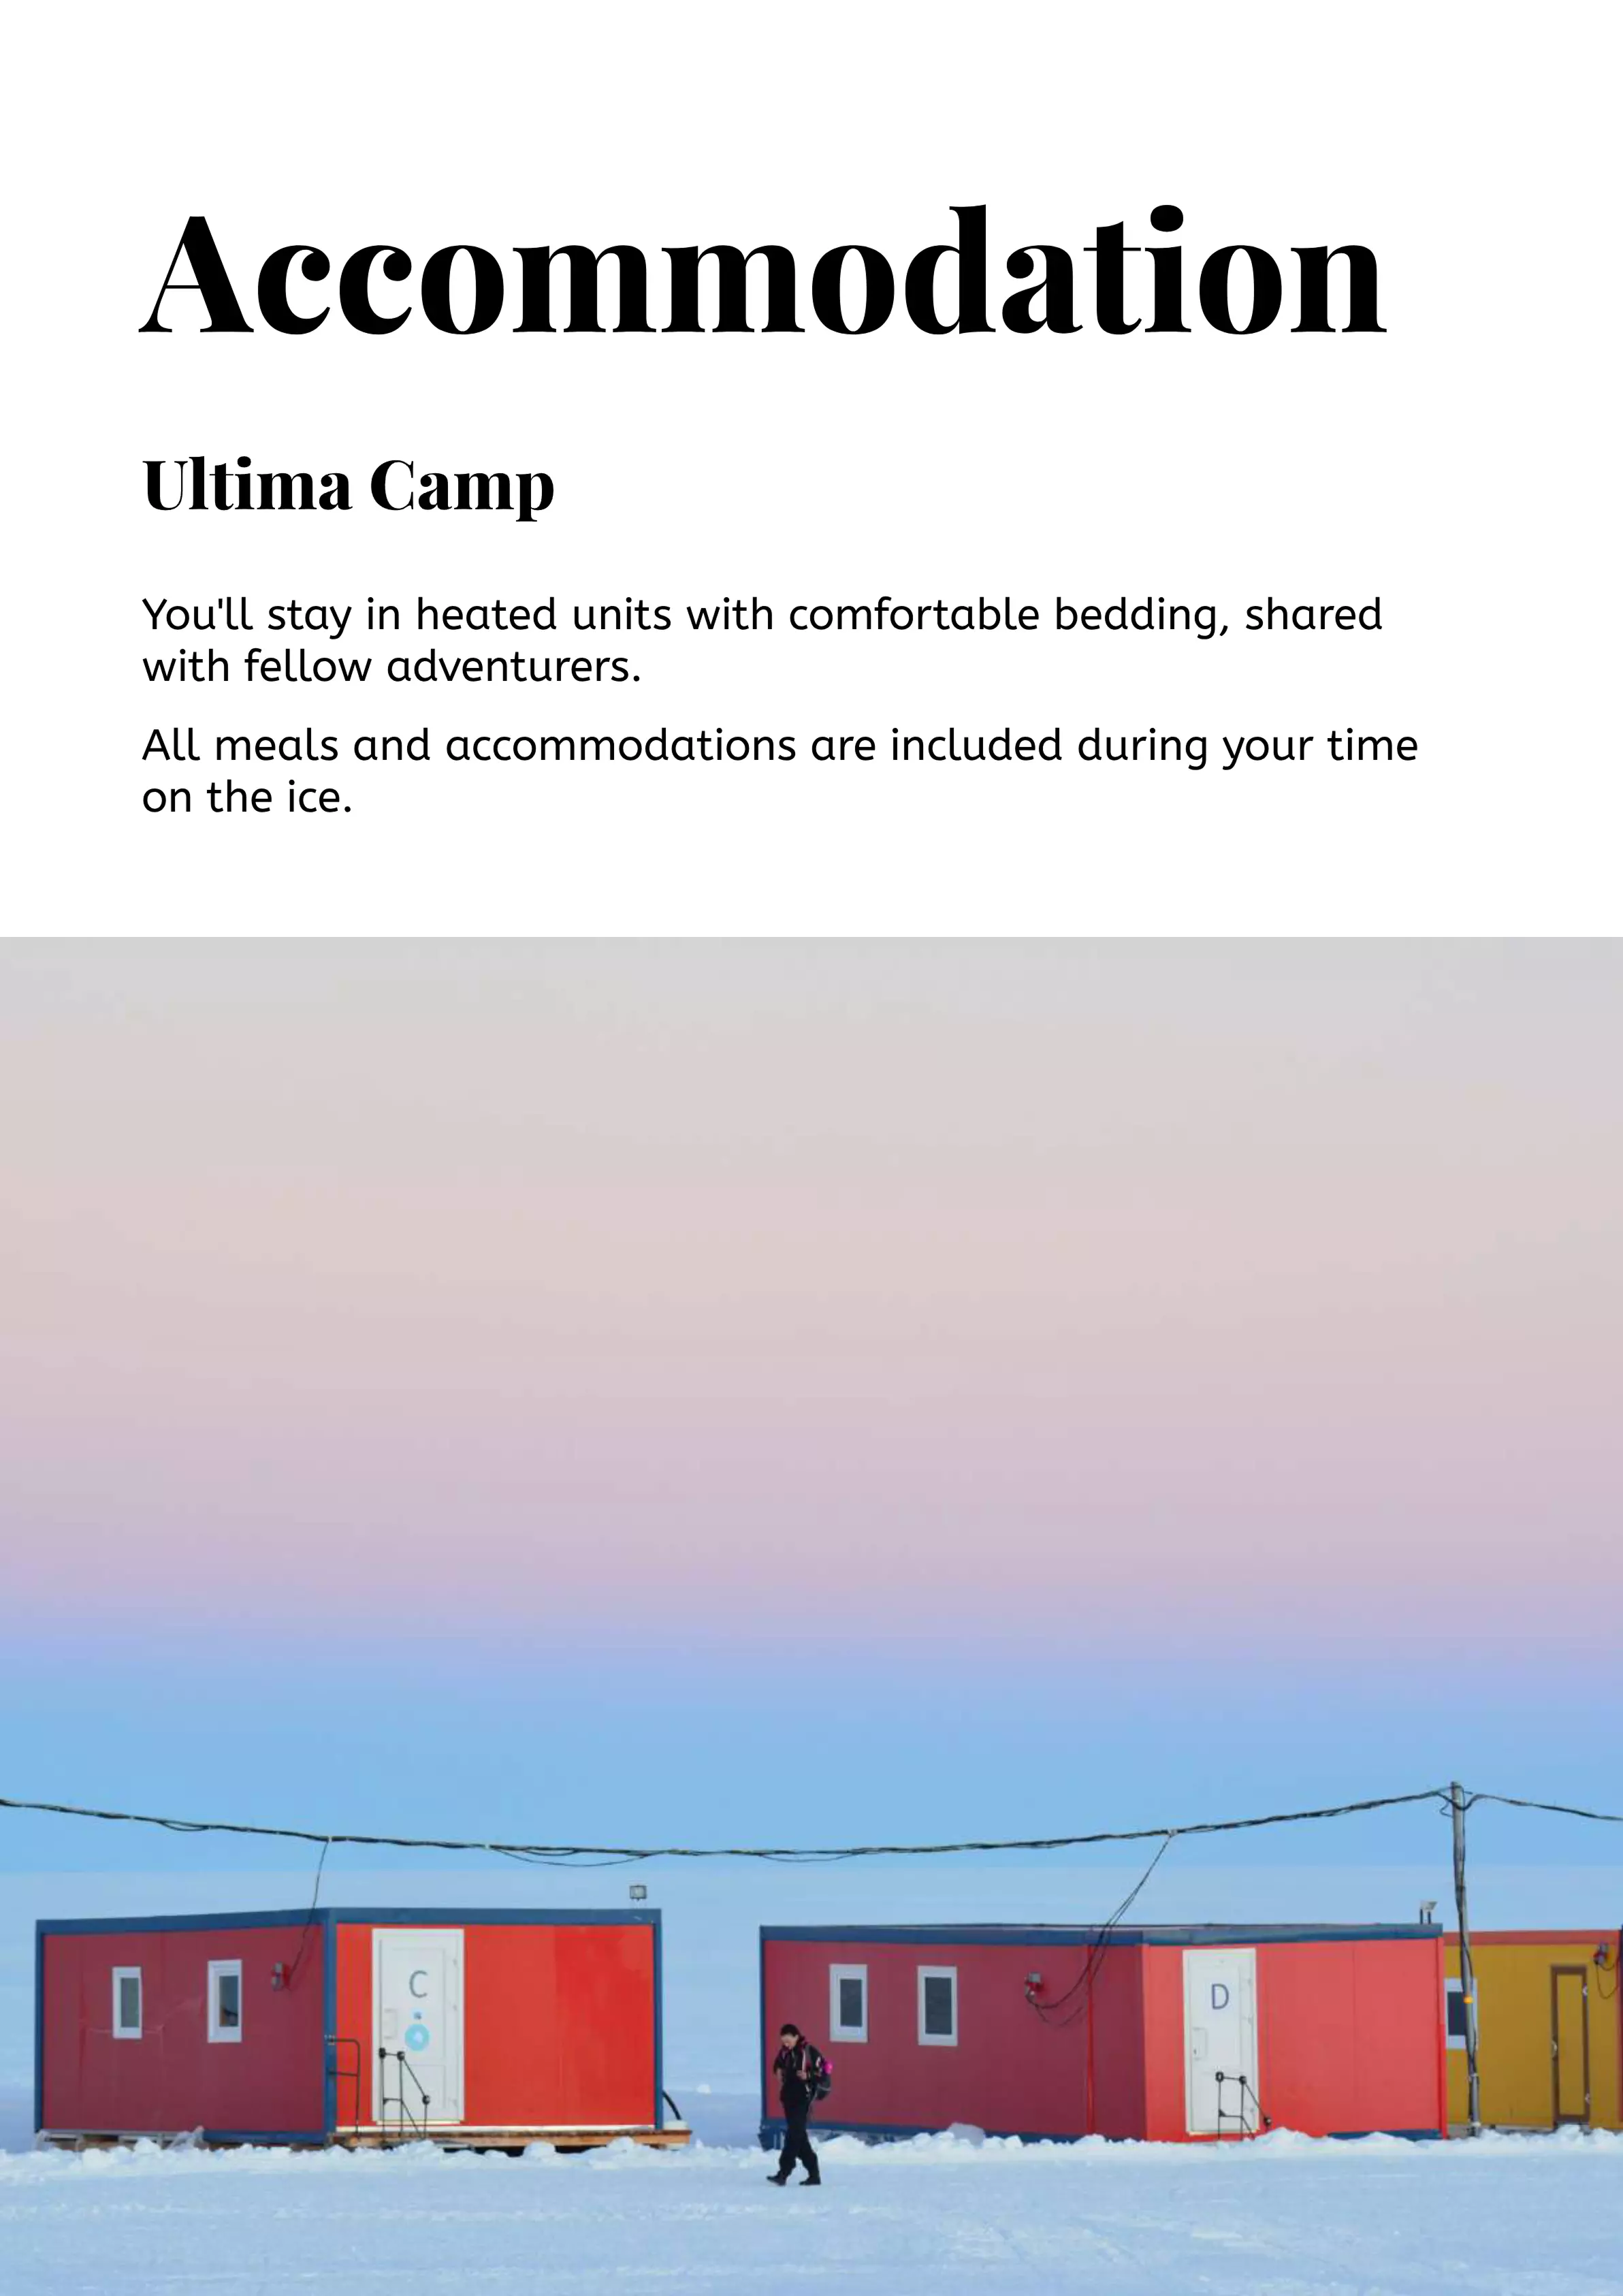 Accommodation
Ultima Camp
You'll stay in heated units with comfortable bedding, shared
with fellow adventurers.
All meals and accommodations are included during your time
on the ice.
C
D